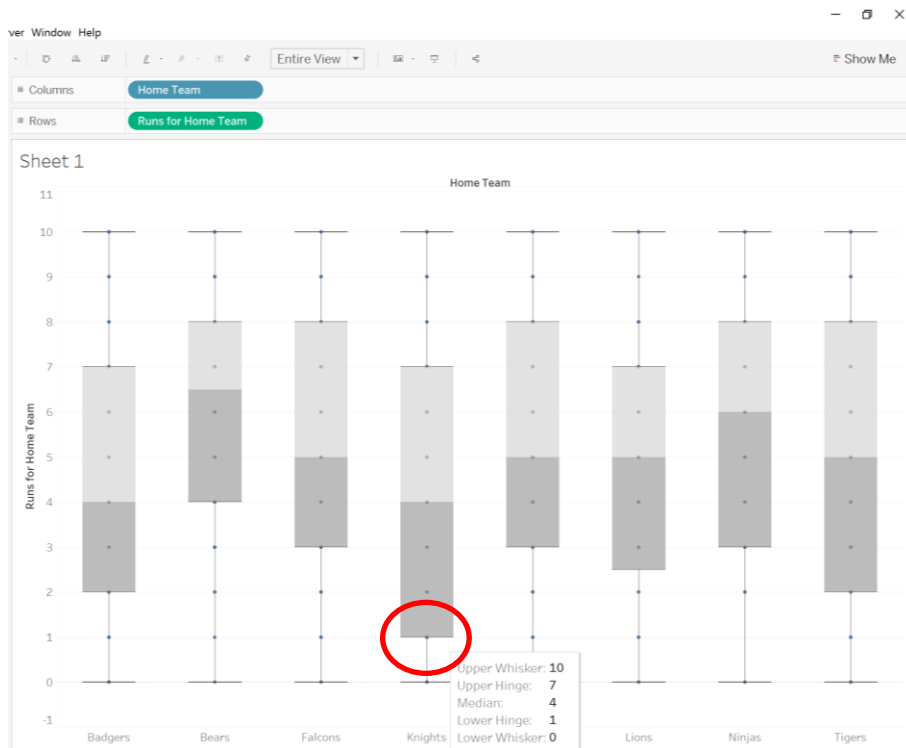 ver Window Help
Entire View
Show Me
Columns Home Team
Rows Runs for Home Team
Sheet 1
Home Team
Runs for Home Team
11
10
9
8
7
6
5
4
3
2
1
0
-1
Upper Whisker: 10
Upper Hinge: 7
Median: 4
Lower Hinge: 1
Lower Whisker: 0
Badgers Bears Falcons Knights Lions Ninjas Tigers